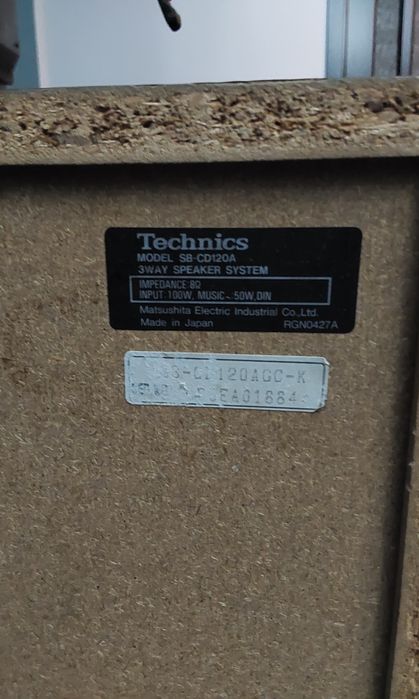 Technics
MODEL SB-CD120A
3WAY SPEAKER SYSTEM
IMPEDANCE:8Ω
INPUT:100W, MUSIC~50W,DIN
Matsushita Electric Industrial Co.,Ltd.
Made in Japan RGN0427A